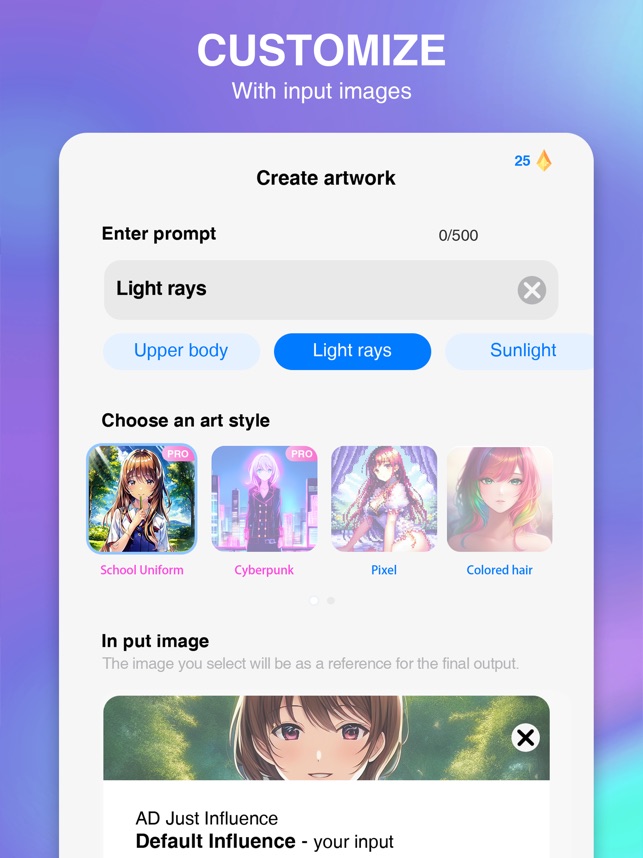 CUSTOMIZE
With input images
25
Create artwork
Enter prompt 0/500
Light rays
Upper body Light rays Sunlight
Choose an art style
PRO PRO
School Uniform Cyberpunk Pixel Colored hair
In put image
The image you select will be as a reference for the final output.
AD Just Influence
Default Influence - your input